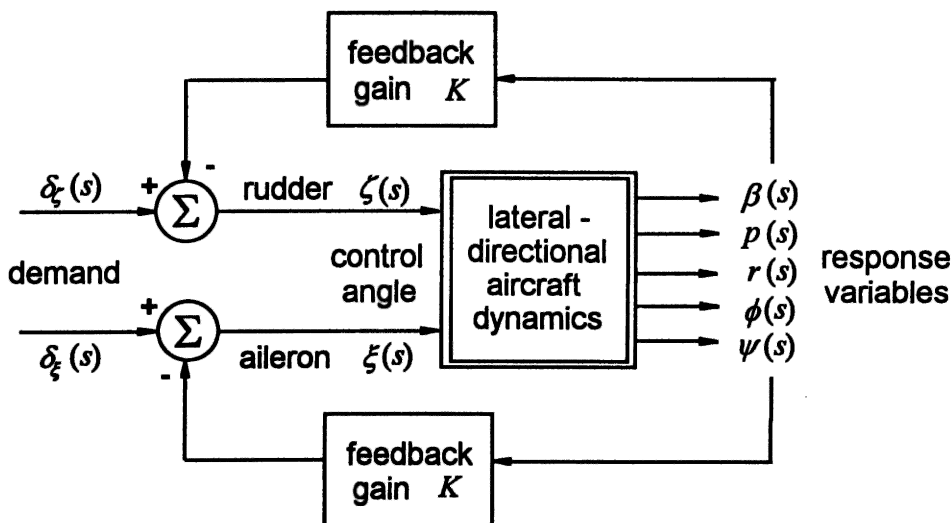 feedback
gain K
-
δζ(s)
+
Σ
rudder ζ(s)
lateral -
directional
aircraft
dynamics
β(s)
p(s)
r(s)
ϕ(s)
ψ(s)
response
variables
demand
control
angle
+
Σ
δξ(s)
-
aileron ξ(s)
feedback
gain K